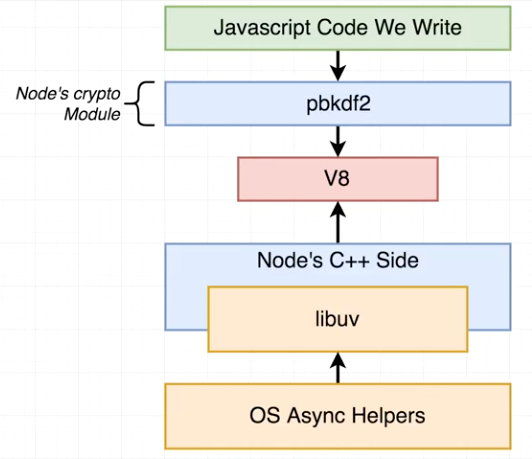 Javascript Code We Write
Node's crypto
Module
pbkdf2
V8
Node's C++ Side
libuv
OS Async Helpers